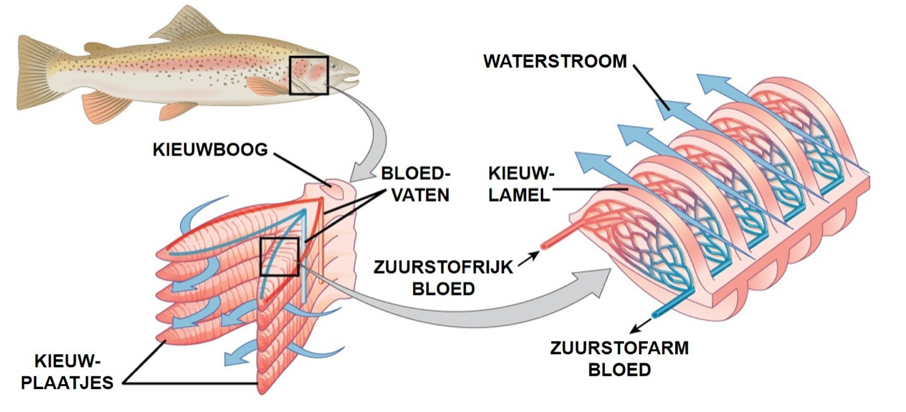 WATERSTROOM
KIEUWBOOG
BLOED-
VATEN
KIEUW-
LAMEL
ZUURSTOFRIJK
BLOED
KIEUW-
PLAATJES
ZUURSTOFARM
BLOED